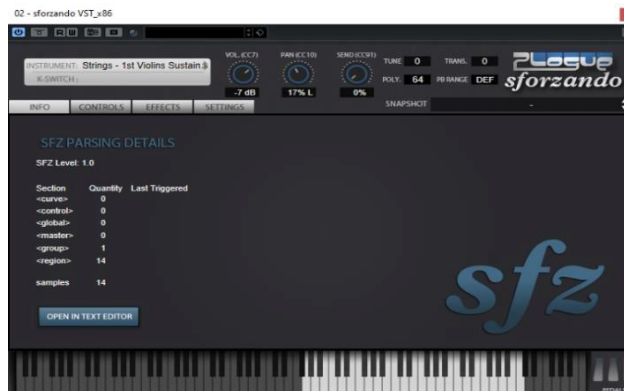 02 - sforzando VST_x86
INSTRUMENT: Strings - 1st Violins Sustain.s
K-SWITCH :
VOL. (CC7) PAN (CC10) SEND (CC91)
-7 dB 17% L 0%
TUNE 0 TRANS. 0
POLY. 64 PB RANGE DEF
Plogue
sforzando
INFO CONTROLS EFFECTS SETTINGS
SNAPSHOT -
SFZ PARSING DETAILS
SFZ Level: 1.0
Section Quantity Last Triggered
<curve> 0
<control> 0
<global> 0
<master> 0
<group> 1
<region> 14
samples 14
OPEN IN TEXT EDITOR
sfz